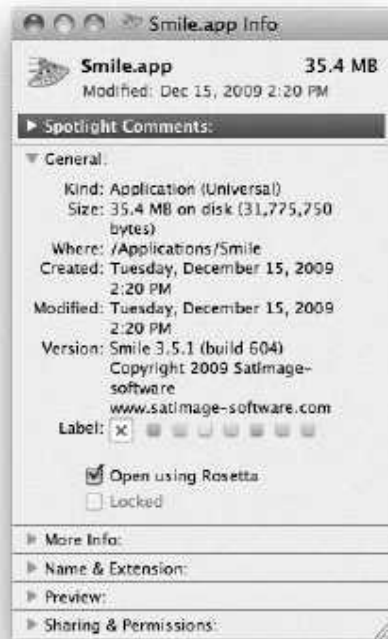 Smile.app Info
Smile.app 35.4 MB
Modified: Dec 15, 2009 2:20 PM
Spotlight Comments:
General:
Kind: Application (Universal)
Size: 35.4 MB on disk (31,775,750
bytes)
Where: /Applications/Smile
Created: Tuesday, December 15, 2009
2:20 PM
Modified: Tuesday, December 15, 2009
2:20 PM
Version: Smile 3.5.1 (build 604)
Copyright 2009 Satimage-
software
www.satimage-software.com
Label:
Open using Rosetta
Locked
More Info:
Name & Extension:
Preview:
Sharing & Permissions: